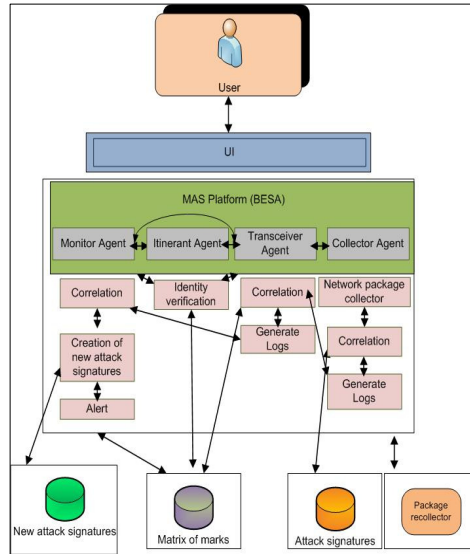 User
UI
MAS Platform (BESA)
Monitor Agent
Itinerant Agent
Transceiver
Agent
Collector Agent
Correlation
Identity
verification
Correlation
Network package
collector
Creation of
new attack
signatures
Generate
Logs
Correlation
Alert
Generate
Logs
New attack signatures
Matrix of marks
Attack signatures
Package
recollector